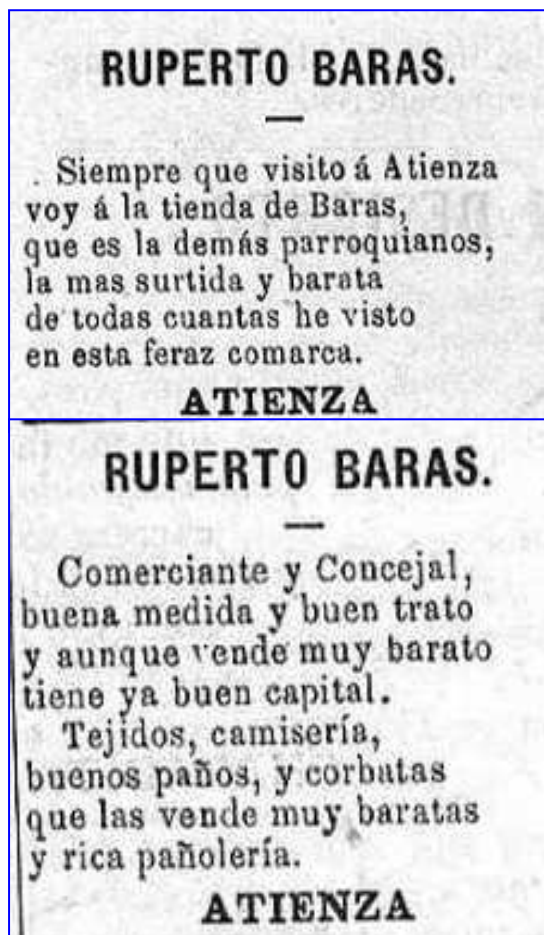 RUPERTO BARAS.
Siempre que visito á Atienza
voy á la tienda de Baras,
que es la demás parroquianos,
la mas surtida y barata
de todas cuantas he visto
en esta feraz comarca.
ATIENZA
RUPERTO BARAS.
Comerciante y Concejal,
buena medida y buen trato
y aunque vende muy barato
tiene ya buen capital.
Tejidos, camisería,
buenos paños, y corbatas
que las vende muy baratas
y rica pañolería.
ATIENZA